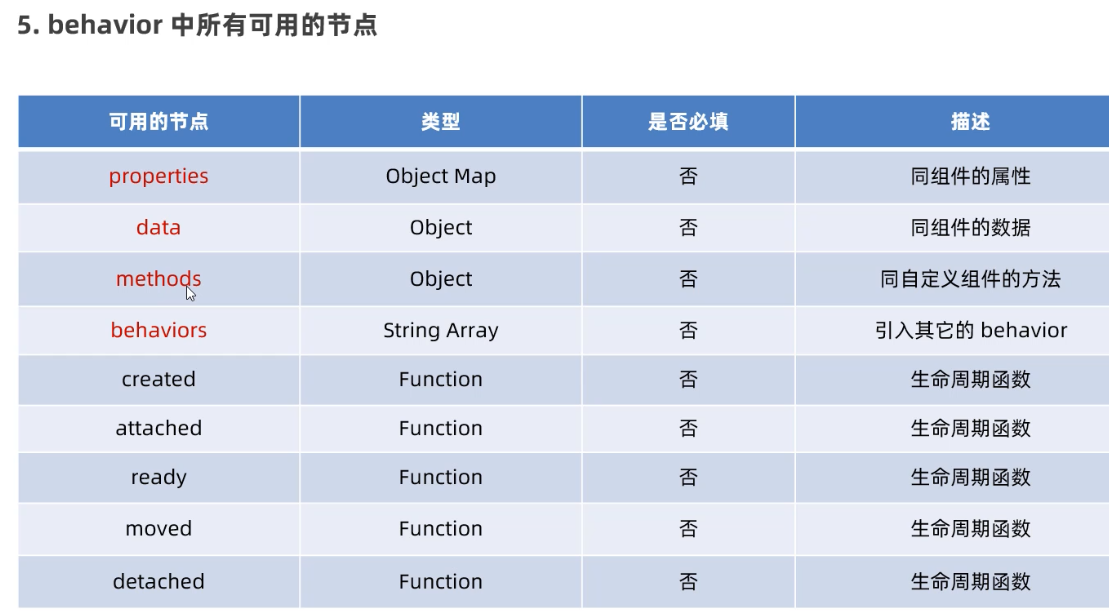 5. behavior 中所有可用的节点
可用的节点 类型 是否必填 描述
properties Object Map 否 同组件的属性
data Object 否 同组件的数据
methods Object 否 同自定义组件的方法
behaviors String Array 否 引入其它的 behavior
created Function 否 生命周期函数
attached Function 否 生命周期函数
ready Function 否 生命周期函数
moved Function 否 生命周期函数
detached Function 否 生命周期函数